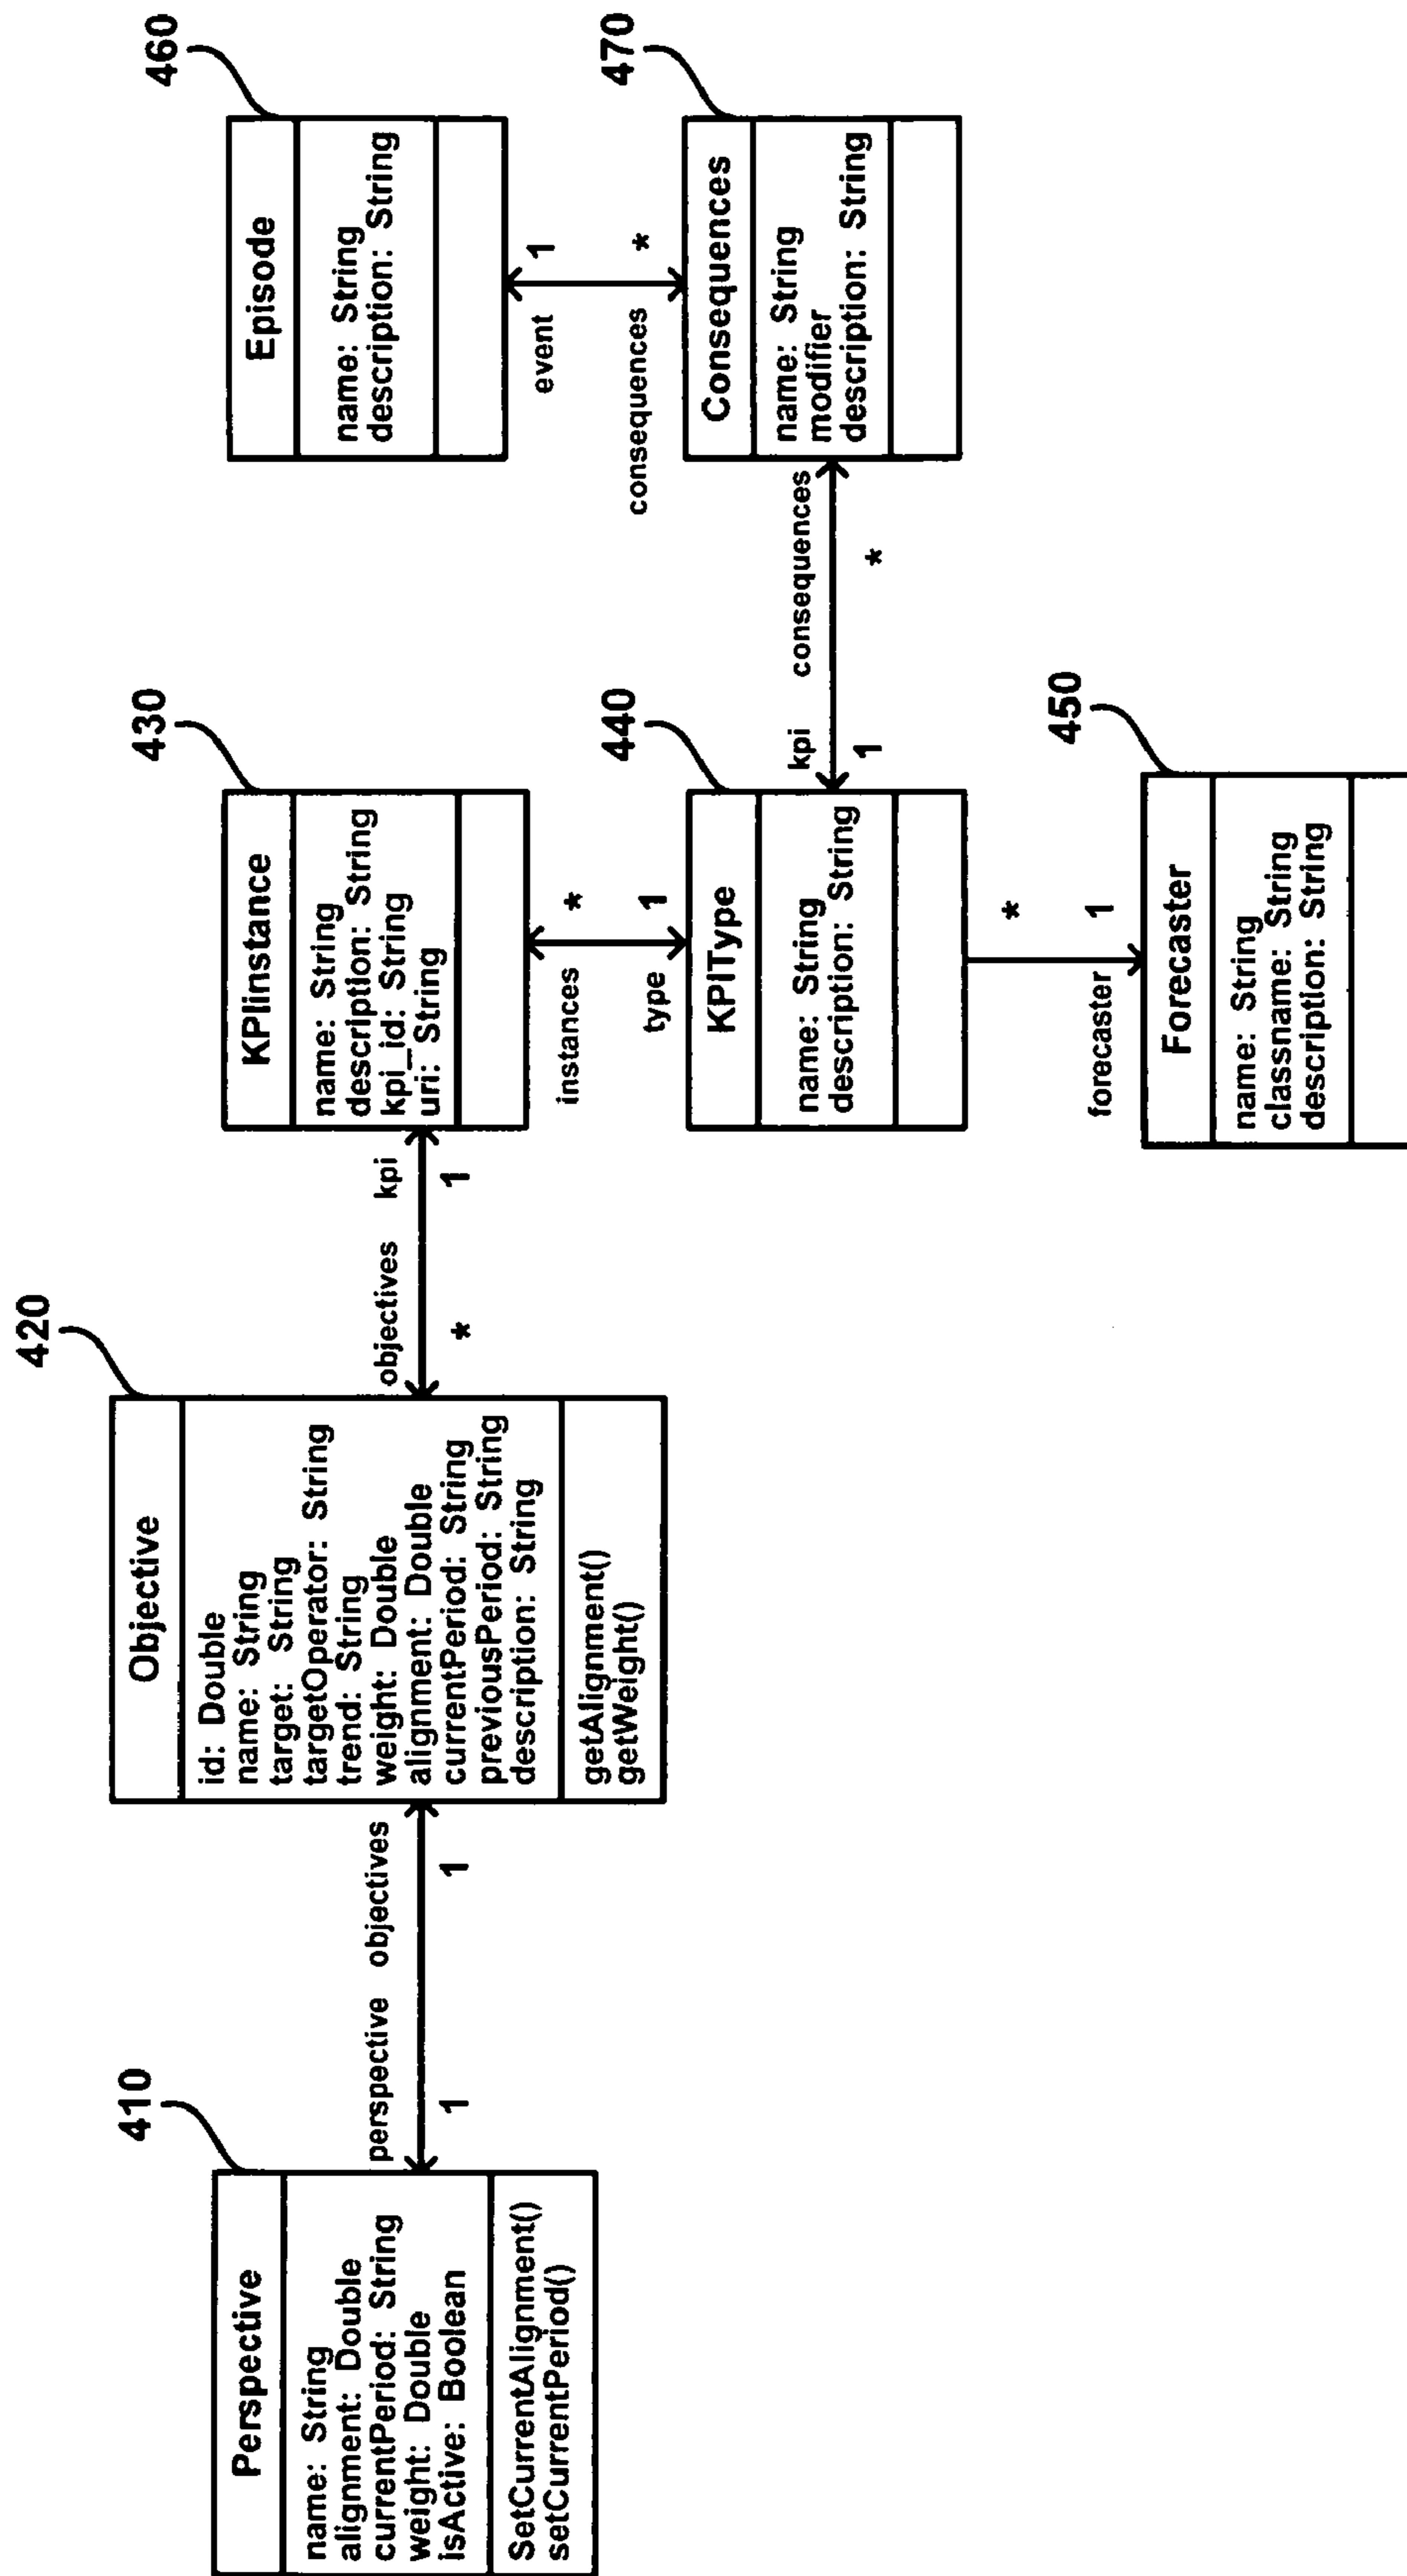 410
Perspective
name: String
alignment: Double
currentPeriod: String
weight: Double
isActive: Boolean
SetCurrentAlignment()
setCurrentPeriod()
perspective
objectives
1
1
420
Objective
id: Double
name: String
target: String
targetOperator: String
trend: String
weight: Double
alignment: Double
currentPeriod: String
previousPeriod: String
description: String
getAlignment()
getWeight()
objectives
kpi
*
1
430
KPIinstance
name: String
description: String
kpi_id: String
uri: String
instances
*
type
1
440
KPIType
name: String
description: String
kpi
consequences
1
*
*
forecaster
1
450
Forecaster
name: String
classname: String
description: String
460
Episode
name: String
description: String
event
1
consequences
*
470
Consequences
name: String
modifier
description: String